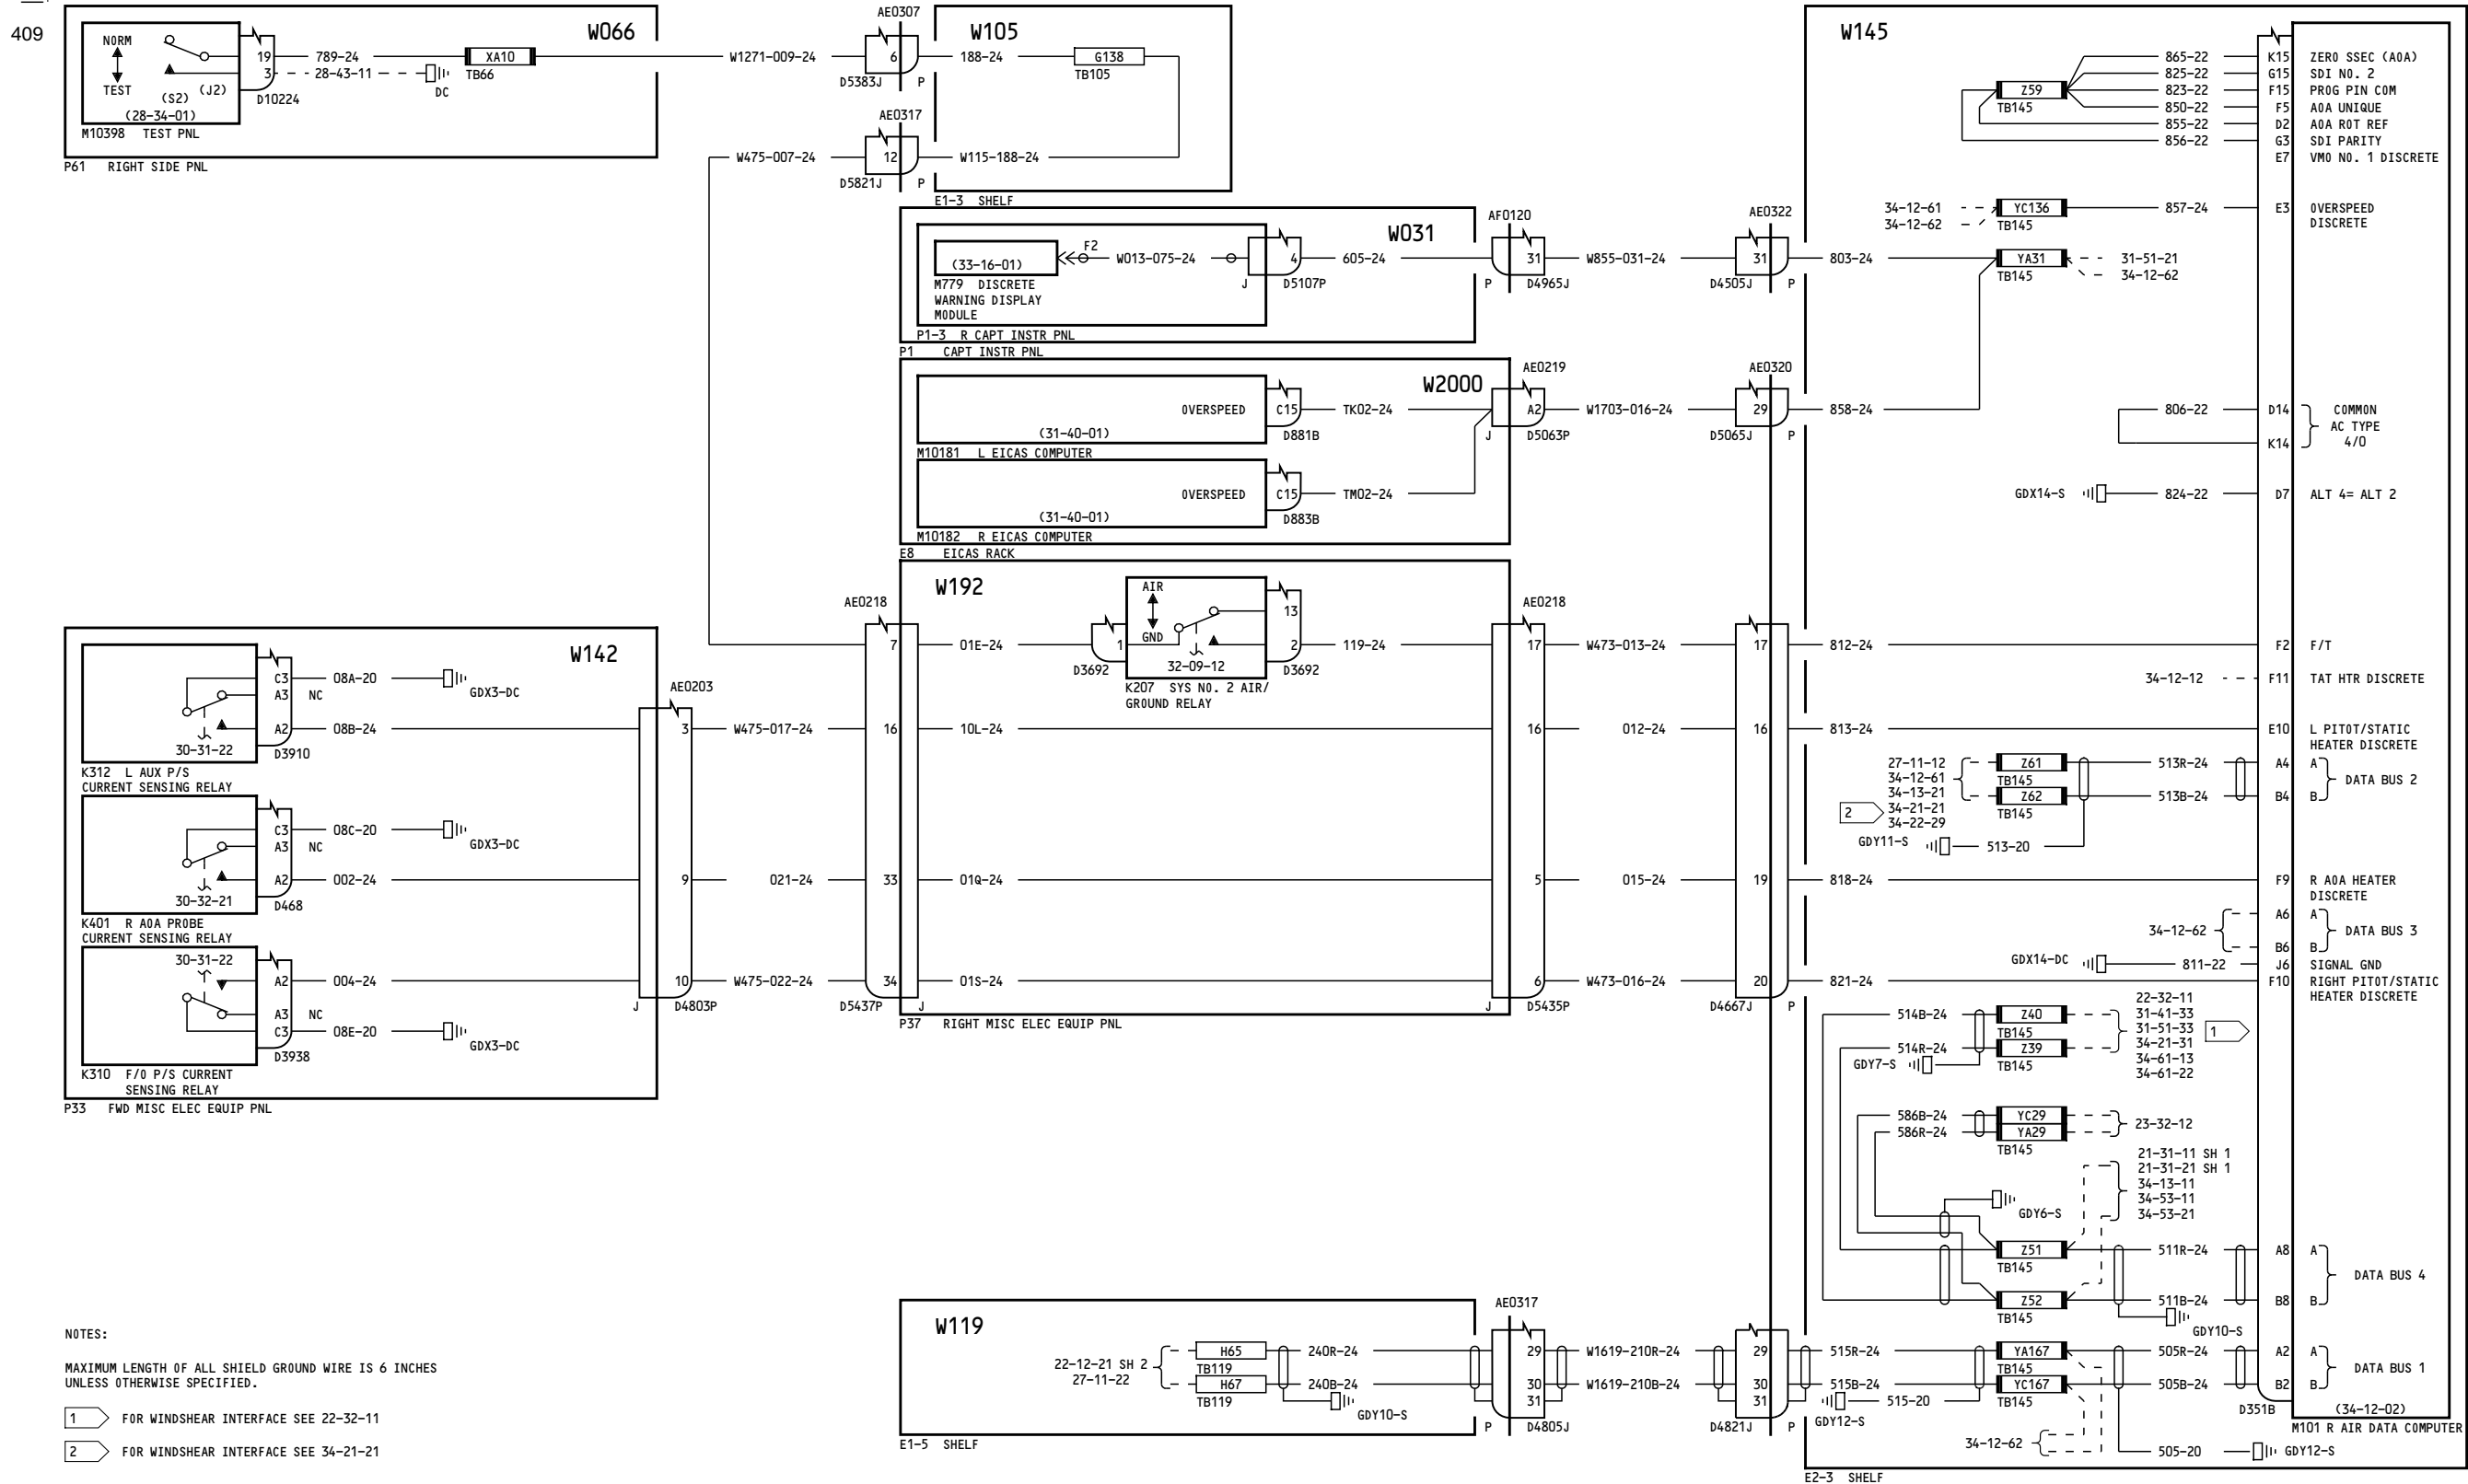 409
W066
NORM
TEST
(S2)
(J2)
(28-34-01)
19
3
D10224
789-24
28-43-11
DC
XA10
TB66
M10398 TEST PNL
P61 RIGHT SIDE PNL
W1271-009-24
AE0307
6
D5383J
P
W105
188-24
G138
TB105
AE0317
W475-007-24
12
D5821J
P
W115-188-24
E1-3 SHELF
W031
(33-16-01)
F2
W013-075-24
4
605-24
J
D5107P
M779 DISCRETE
WARNING DISPLAY
MODULE
P1-3 R CAPT INSTR PNL
P1 CAPT INSTR PNL
AF0120
31
P
D4965J
W855-031-24
AE0322
31
D4505J
P
803-24
W2000
OVERSPEED
C15
TK02-24
(31-40-01)
D881B
M10181 L EICAS COMPUTER
OVERSPEED
C15
TM02-24
(31-40-01)
D883B
M10182 R EICAS COMPUTER
E8 EICAS RACK
AE0219
A2
J
D5063P
W1703-016-24
AE0320
29
D5065J
P
858-24
W192
AE0218
7
01E-24
1
D3692
AIR
GND
32-09-12
13
2
D3692
K207 SYS NO. 2 AIR/
GROUND RELAY
119-24
AE0218
17
W473-013-24
17
812-24
16
10L-24
16
012-24
16
813-24
33
01Q-24
5
015-24
19
818-24
34
01S-24
6
W473-016-24
20
821-24
D5437P
J
J
D5435P
D4667J
P
P37 RIGHT MISC ELEC EQUIP PNL
W142
C3
A3
A2
08A-20
NC
08B-24
GDX3-DC
30-31-22
D3910
K312 L AUX P/S
CURRENT SENSING RELAY
C3
A3
A2
08C-20
NC
002-24
GDX3-DC
30-32-21
D468
K401 R AOA PROBE
CURRENT SENSING RELAY
30-31-22
A2
A3
C3
004-24
NC
08E-20
GDX3-DC
D3938
K310 F/O P/S CURRENT
SENSING RELAY
P33 FWD MISC ELEC EQUIP PNL
AE0203
3
W475-017-24
9
021-24
10
W475-022-24
J
D4803P
W145
Z59
TB145
865-22 K15 ZERO SSEC (AOA)
825-22 G15 SDI NO. 2
823-22 F15 PROG PIN COM
850-22 F5 AOA UNIQUE
855-22 D2 AOA ROT REF
856-22 G3 SDI PARITY
E7 VMO NO. 1 DISCRETE
34-12-61
34-12-62
YC136
TB145
857-24 E3 OVERSPEED
DISCRETE
YA31
TB145
31-51-21
34-12-62
806-22 D14 COMMON
AC TYPE
K14 4/0
GDX14-S 824-22 D7 ALT 4= ALT 2
F2 F/T
34-12-12 F11 TAT HTR DISCRETE
E10 L PITOT/STATIC
HEATER DISCRETE
27-11-12
34-12-61
34-13-21
34-21-21
34-22-29
2
Z61
TB145
Z62
TB145
513R-24 A4 A
DATA BUS 2
513B-24 B4 B
GDY11-S 513-20
F9 R AOA HEATER
DISCRETE
34-12-62
A6 A
DATA BUS 3
B6 B
GDX14-DC 811-22 J6 SIGNAL GND
F10 RIGHT PITOT/STATIC
HEATER DISCRETE
514B-24
Z40
TB145
514R-24
Z39
TB145
GDY7-S
22-32-11
31-41-33
31-51-33
34-21-31
34-61-13
34-61-22
1
586B-24 YC29
586R-24 YA29
TB145
23-32-12
21-31-11 SH 1
21-31-21 SH 1
34-13-11
34-53-11
34-53-21
GDY6-S
Z51
TB145
511R-24 A8 A
DATA BUS 4
Z52
TB145
511B-24 B8 B
GDY10-S
W119
22-12-21 SH 2
27-11-22
H65
TB119
H67
TB119
240R-24
240B-24
GDY10-S
E1-5 SHELF
AE0317
29
30
31
P
D4805J
W1619-210R-24
W1619-210B-24
29
30
31
D4821J
P
515R-24
515B-24
GDY12-S
515-20
YA167
TB145
YC167
TB145
505R-24 A2 A
DATA BUS 1
505B-24 B2 B
34-12-62
505-20 GDY12-S
D351B
(34-12-02)
M101 R AIR DATA COMPUTER
E2-3 SHELF
NOTES:
MAXIMUM LENGTH OF ALL SHIELD GROUND WIRE IS 6 INCHES
UNLESS OTHERWISE SPECIFIED.
1 FOR WINDSHEAR INTERFACE SEE 22-32-11
2 FOR WINDSHEAR INTERFACE SEE 34-21-21